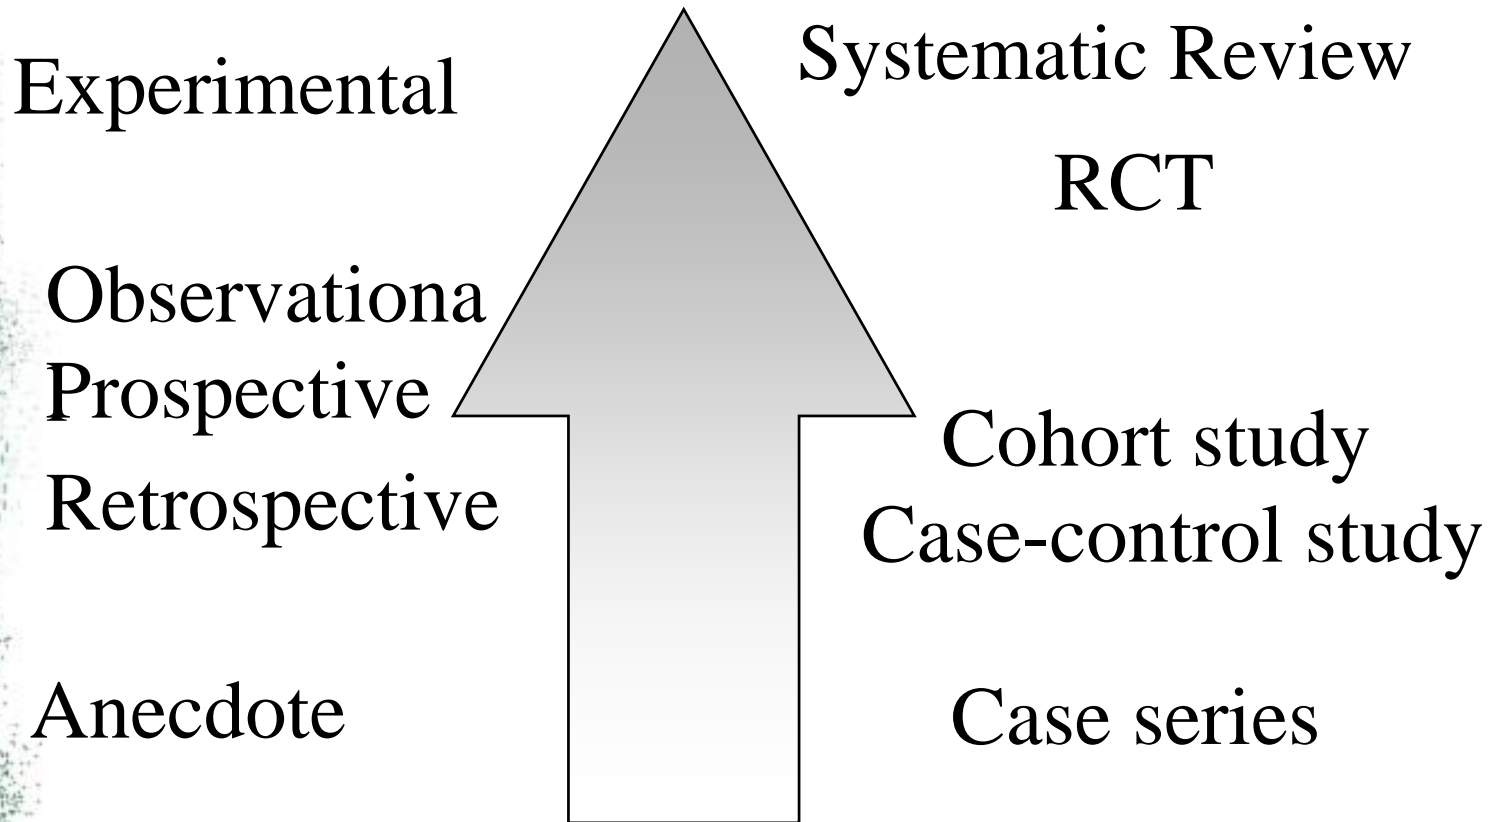 Experimental
Observationa
Prospective
Retrospective
Anecdote
Systematic Review
RCT
Cohort study
Case-control study
Case series